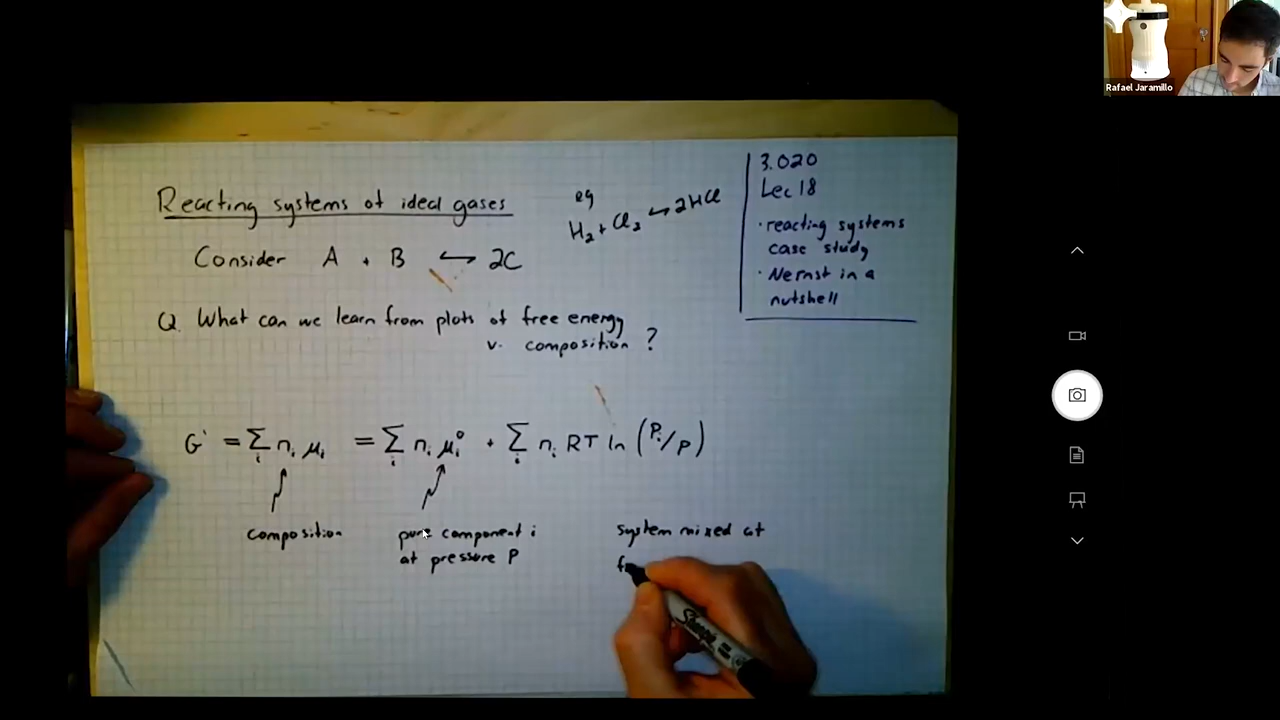 Reacting systems of ideal gases
eg
H₂ + Cl₂ ↔ 2HCl
Consider A + B ↔ 2C
Q. What can we learn from plots of free energy
v. composition ?
G' = Σᵢ nᵢ μᵢ = Σᵢ nᵢ μᵢ° + Σᵢ nᵢ RT ln (Pᵢ/P)
composition
pure component i
at pressure P
system mixed at
3.020
Lec 18
· reacting systems
case study
· Nernst in a
nutshell
Rafael Jaramillo
Sharpie